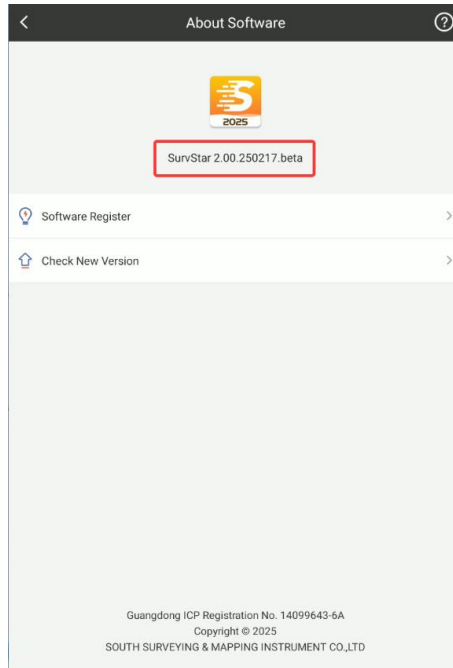 About Software
2025
SurvStar 2.00.250217.beta
Software Register
Check New Version
Guangdong ICP Registration No. 14099643-6A
Copyright © 2025
SOUTH SURVEYING & MAPPING INSTRUMENT CO.,LTD